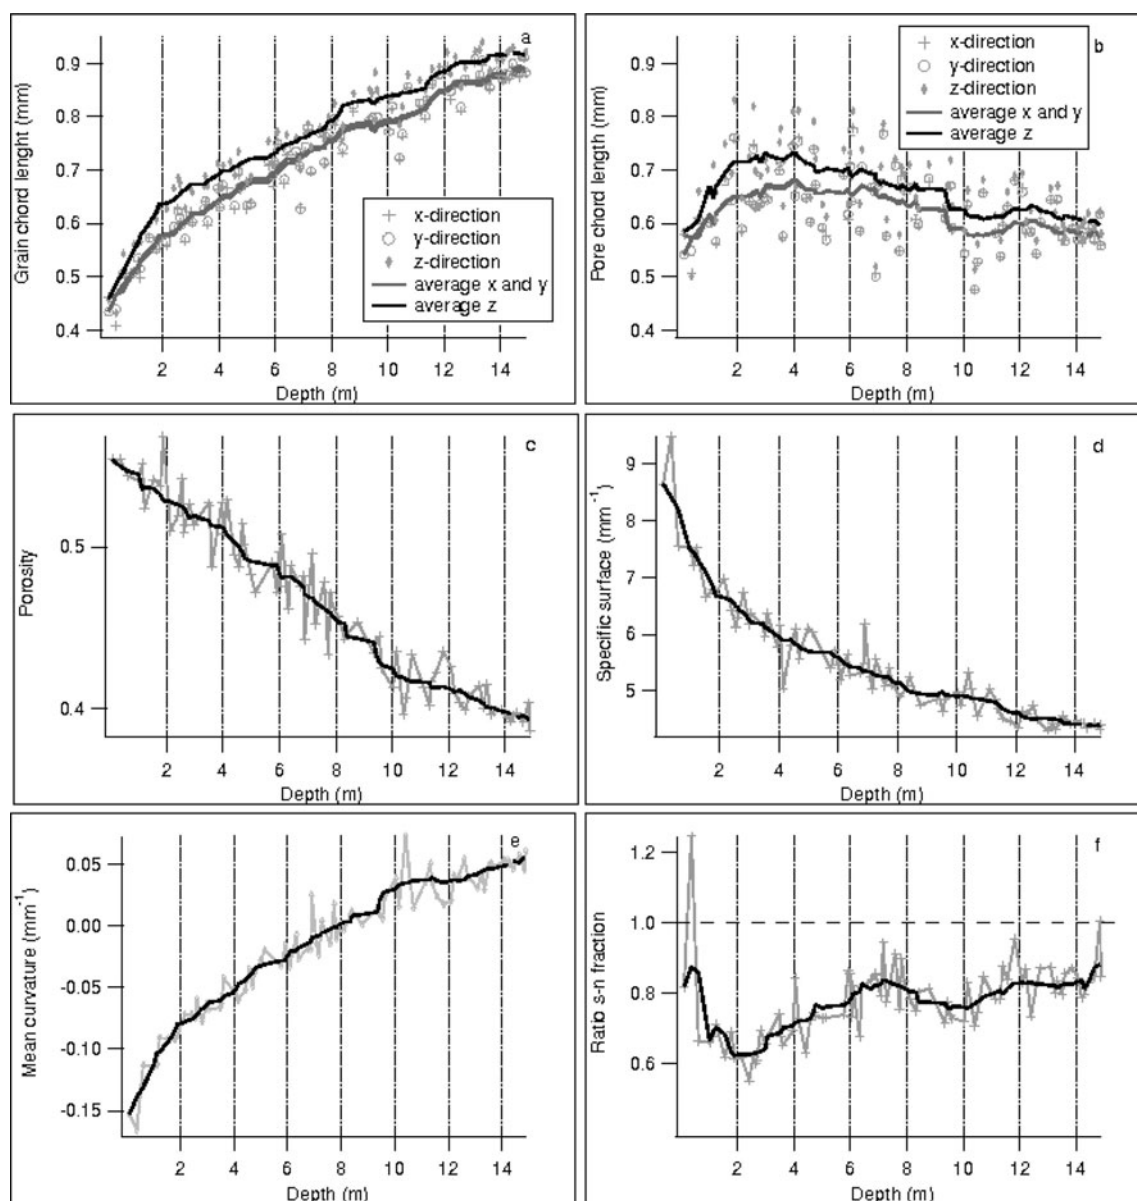 a
0.9
0.8
0.7
0.6
0.5
0.4
Grain chord lenght (mm)
x-direction
y-direction
z-direction
average x and y
average z
2 4 6 8 10 12 14
Depth (m)
b
0.9
0.8
0.7
0.6
0.5
0.4
Pore chord length (mm)
x-direction
y-direction
z-direction
average x and y
average z
2 4 6 8 10 12 14
Depth (m)
c
0.5
0.4
Porosity
2 4 6 8 10 12 14
Depth (m)
d
9
8
7
6
5
Specific surface (mm-1)
2 4 6 8 10 12 14
Depth (m)
e
0.05
0.00
-0.05
-0.10
-0.15
Mean curvature (mm-1)
2 4 6 8 10 12 14
Depth (m)
f
1.2
1.0
0.8
0.6
Ratio s-n fraction
2 4 6 8 10 12 14
Depth (m)